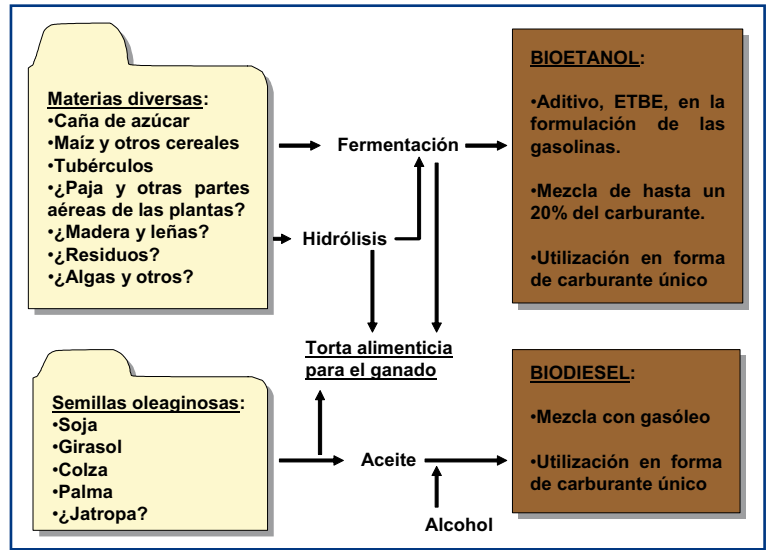 Materias diversas:
•Caña de azúcar
•Maíz y otros cereales
•Tubérculos
•¿Paja y otras partes
aéreas de las plantas?
•¿Madera y leñas?
•¿Residuos?
•¿Algas y otros?
Fermentación
Hidrólisis
BIOETANOL:
•Aditivo, ETBE, en la
formulación de las
gasolinas.
•Mezcla de hasta un
20% del carburante.
•Utilización en forma
de carburante único
Torta alimenticia
para el ganado
Semillas oleaginosas:
•Soja
•Girasol
•Colza
•Palma
•¿Jatropa?
Aceite
Alcohol
BIODIESEL:
•Mezcla con gasóleo
•Utilización en forma
de carburante único